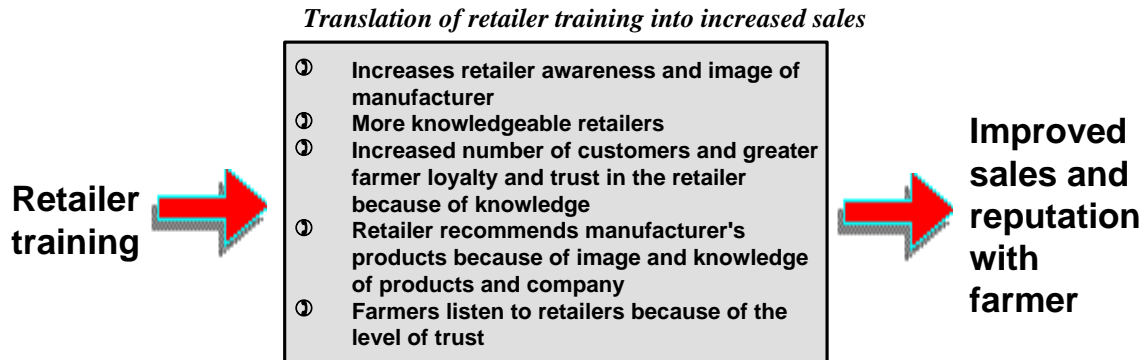 Translation of retailer training into increased sales
Retailer
training
Increases retailer awareness and image of
manufacturer
More knowledgeable retailers
Increased number of customers and greater
farmer loyalty and trust in the retailer
because of knowledge
Retailer recommends manufacturer's
products because of image and knowledge
of products and company
Farmers listen to retailers because of the
level of trust
Improved
sales and
reputation
with
farmer